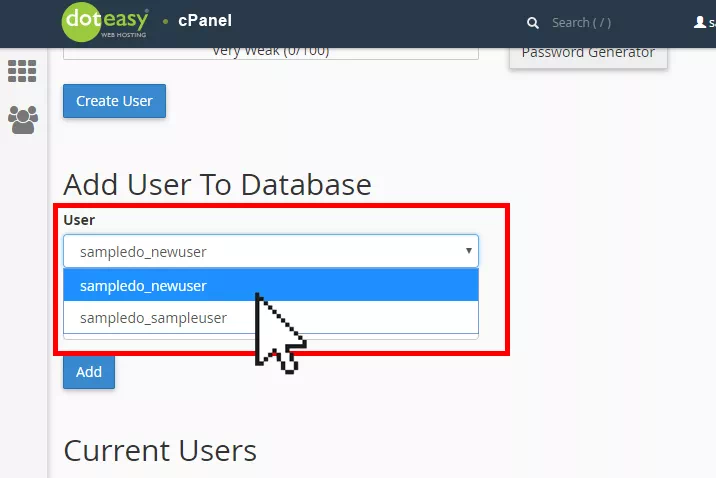 doteasy
WEB HOSTING
cPanel
Search ( / )
Very Weak (0/100)
Password Generator
Create User
Add User To Database
User
sampledo_newuser
sampledo_newuser
sampledo_sampleuser
Add
Current Users